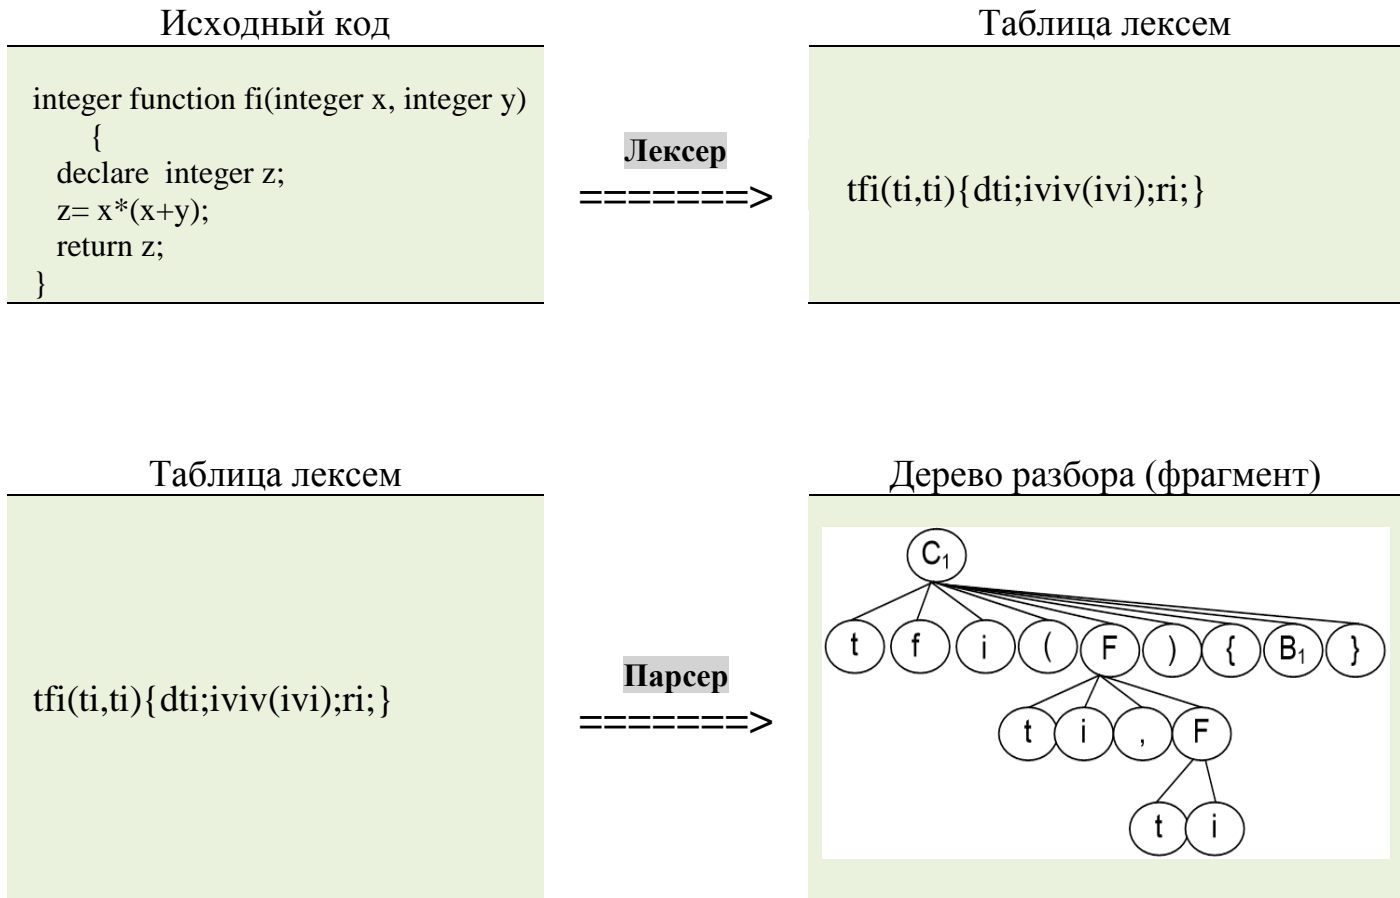 Исходный код
Таблица лексем
integer function fi(integer x, integer y)
{
declare  integer z;
z= x*(x+y);
return z;
}
Лексер
=======>
tfi(ti,ti){dti;iviv(ivi);ri;}
Таблица лексем
Дерево разбора (фрагмент)
tfi(ti,ti){dti;iviv(ivi);ri;}
Парсер
=======>
C₁
t f i ( F ) { B₁ }
t i , F
t i